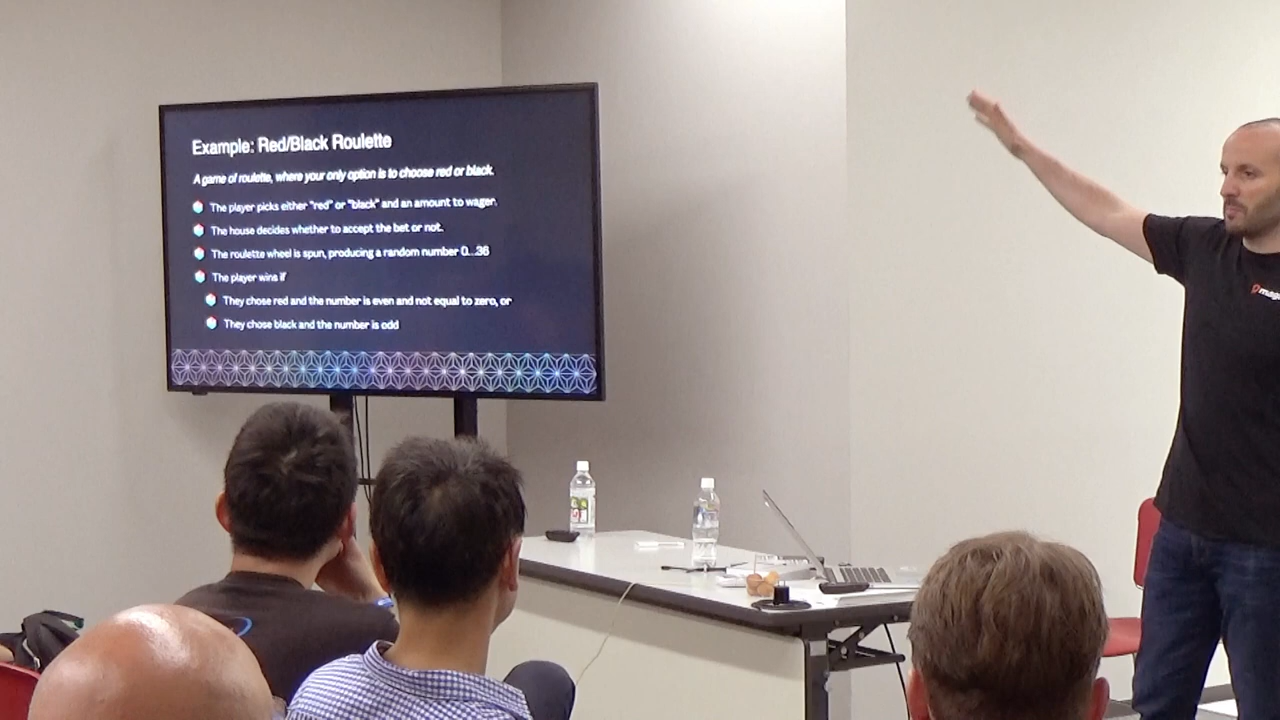 Example: Red/Black Roulette
A game of roulette, where your only option is to choose red or black.
The player picks either "red" or "black" and an amount to wager.
The house decides whether to accept the bet or not.
The roulette wheel is spun, producing a random number 0...36
The player wins if
They chose red and the number is even and not equal to zero, or
They chose black and the number is odd